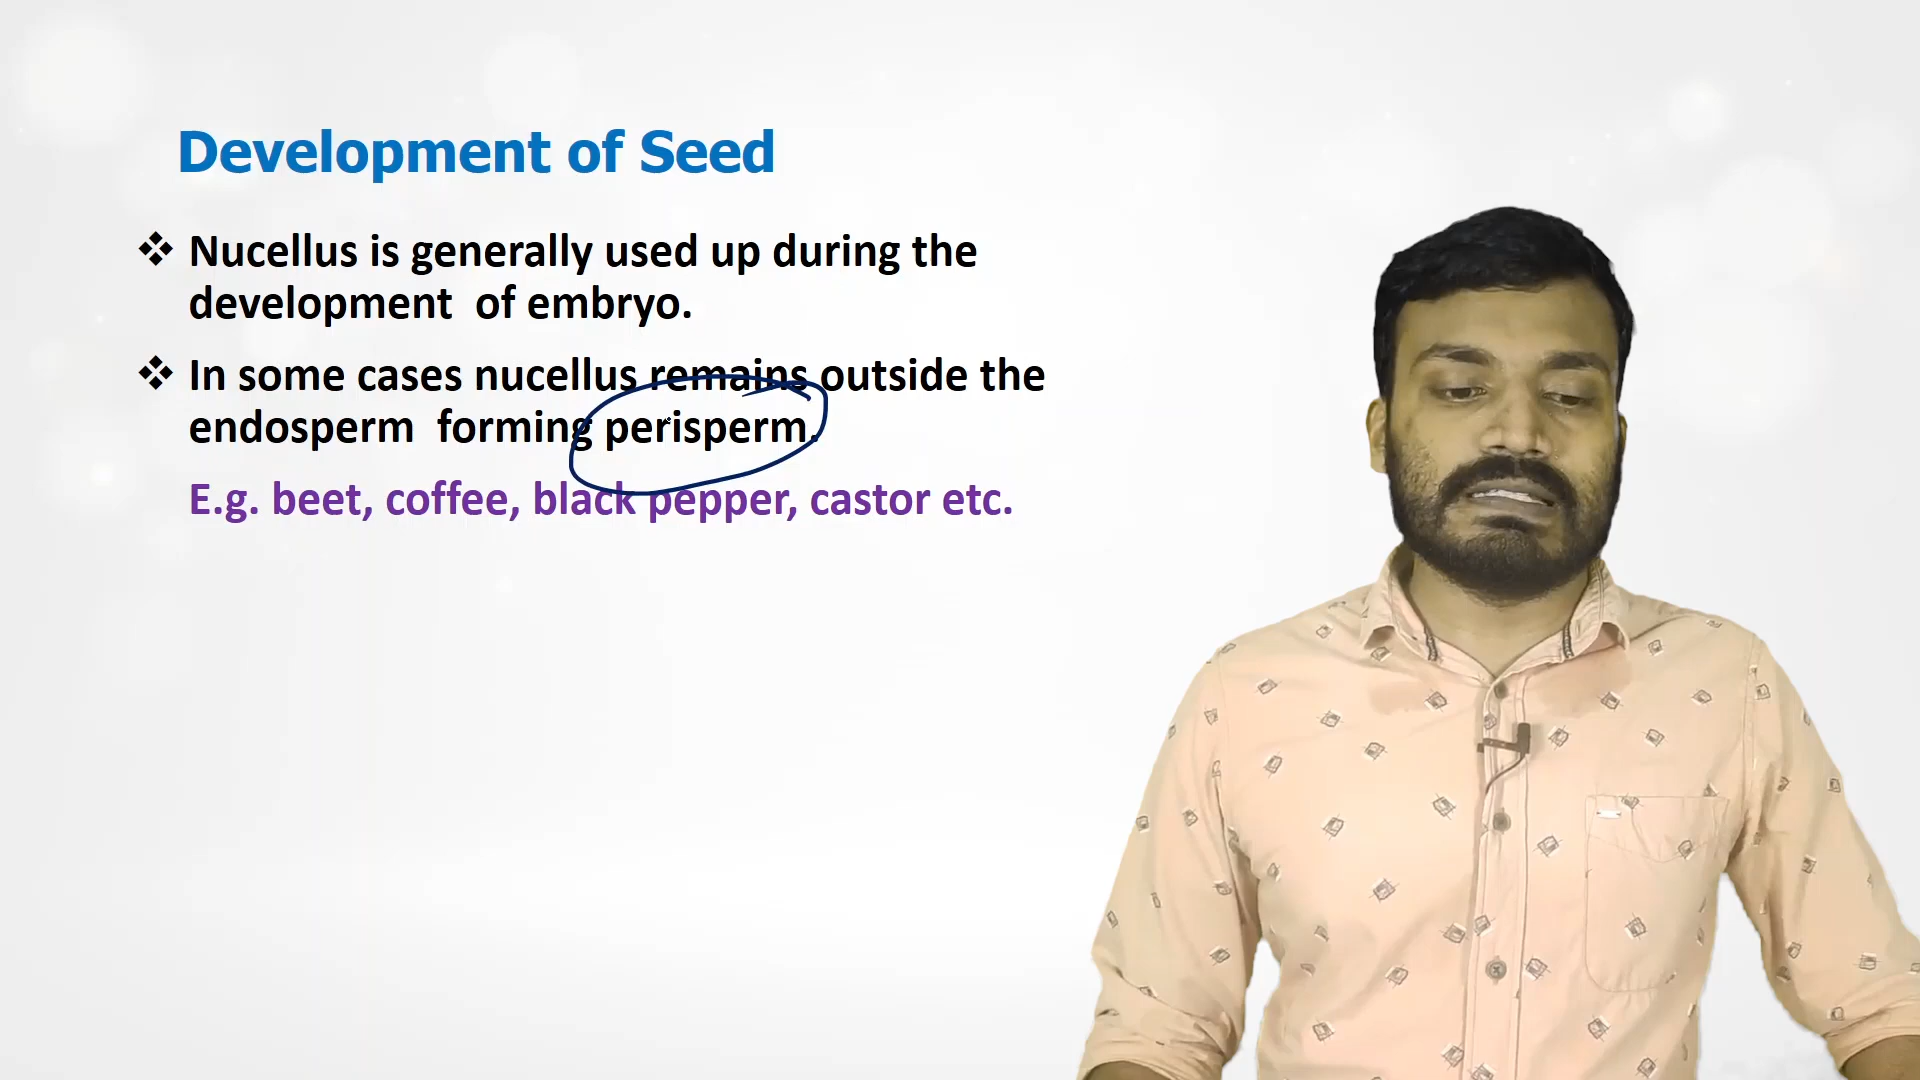 Development of Seed
❖ Nucellus is generally used up during the
development of embryo.
❖ In some cases nucellus remains outside the
endosperm forming perisperm.
E.g. beet, coffee, black pepper, castor etc.